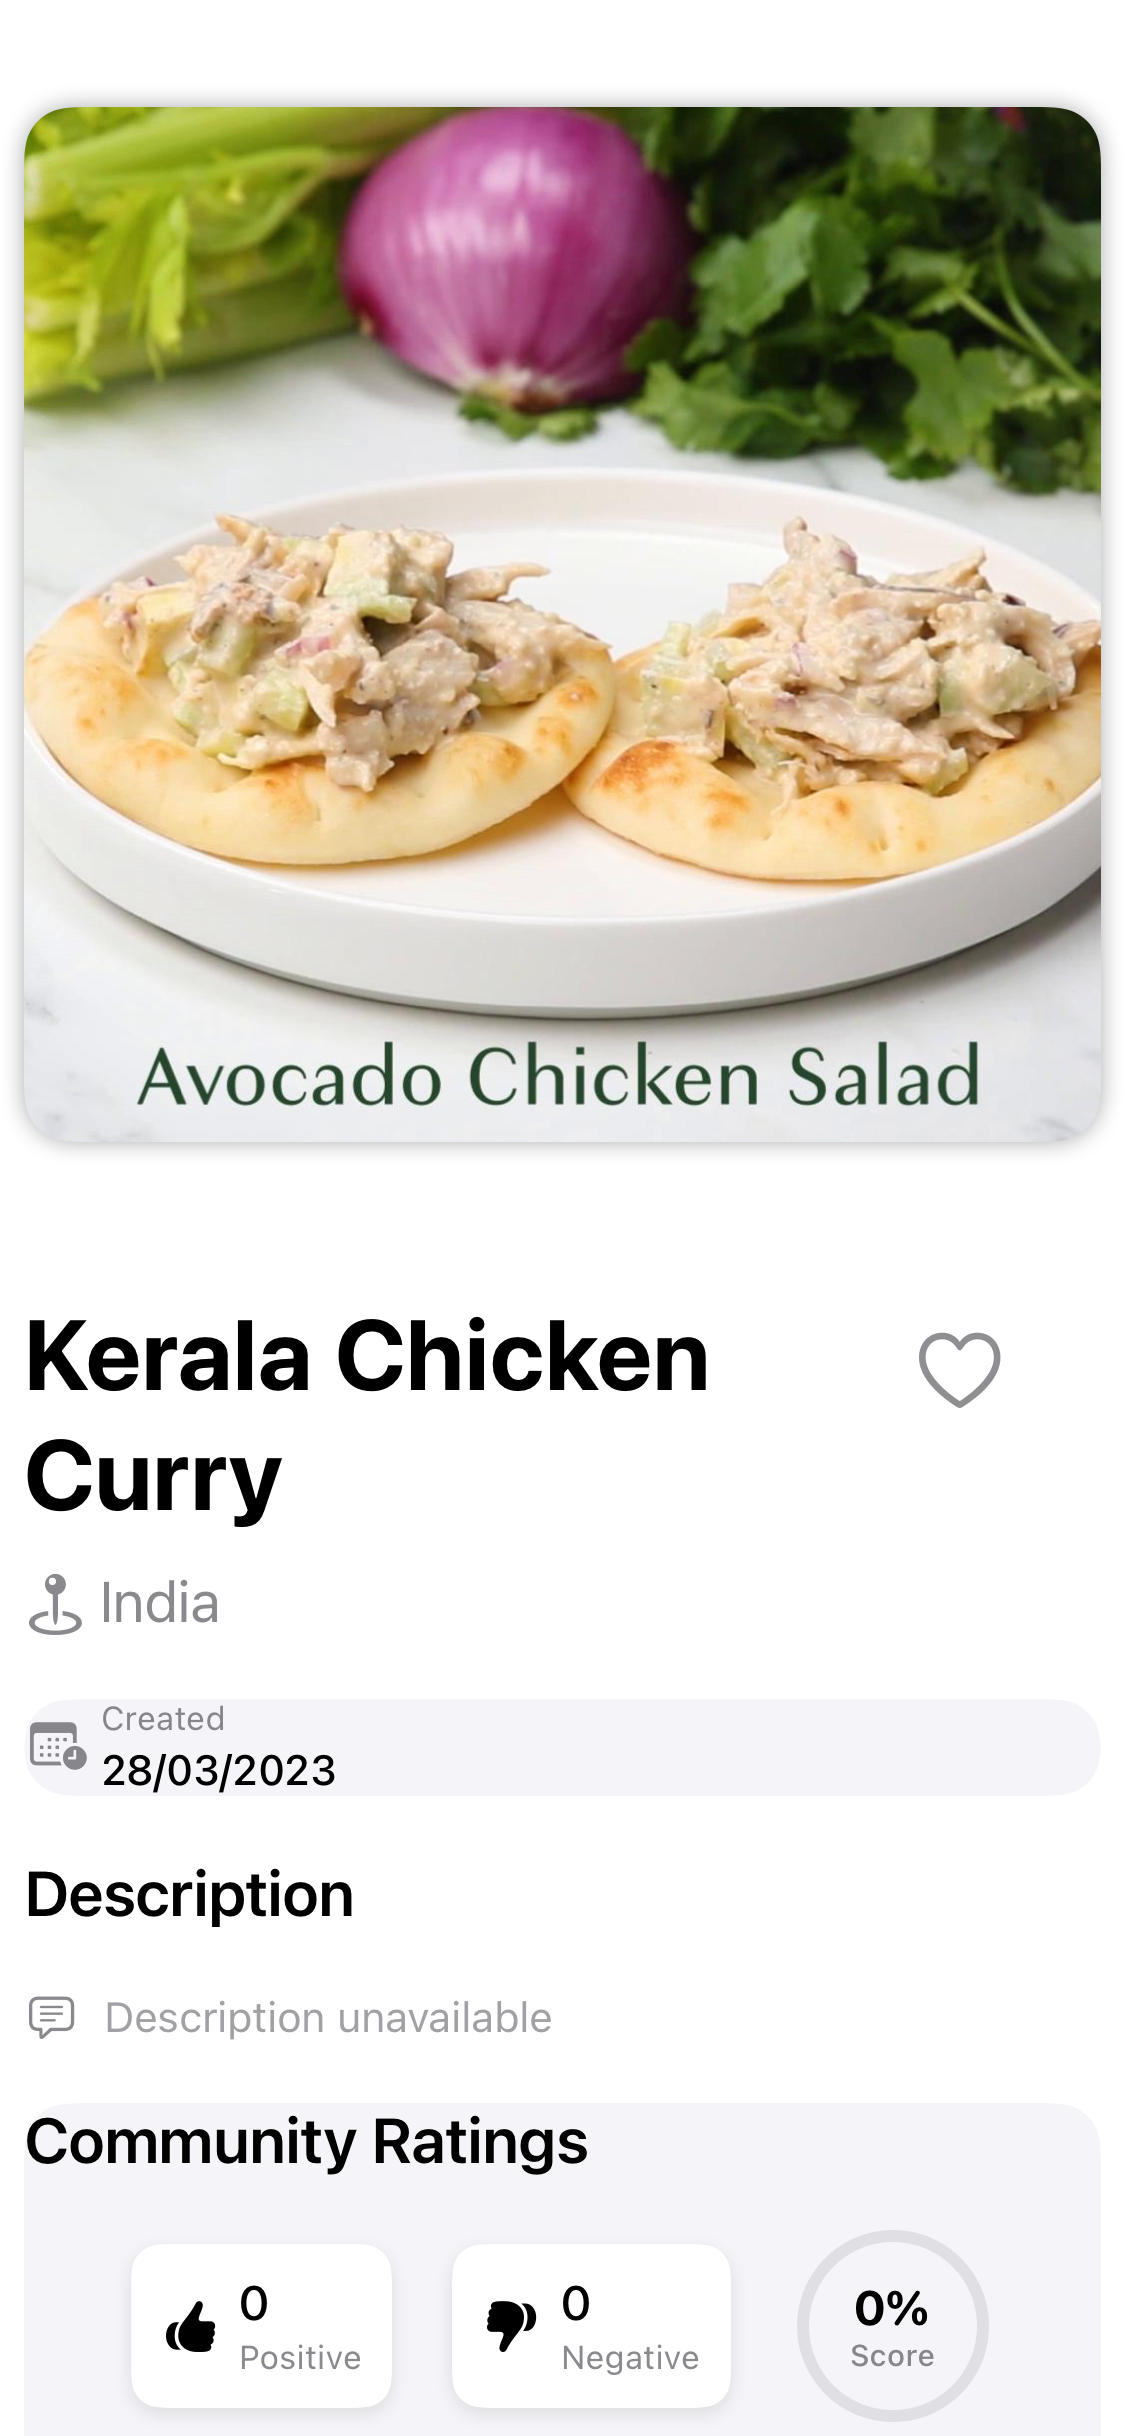 Avocado Chicken Salad
Kerala Chicken
Curry
India
Created
28/03/2023
Description
Description unavailable
Community Ratings
0
Positive
0
Negative
0%
Score